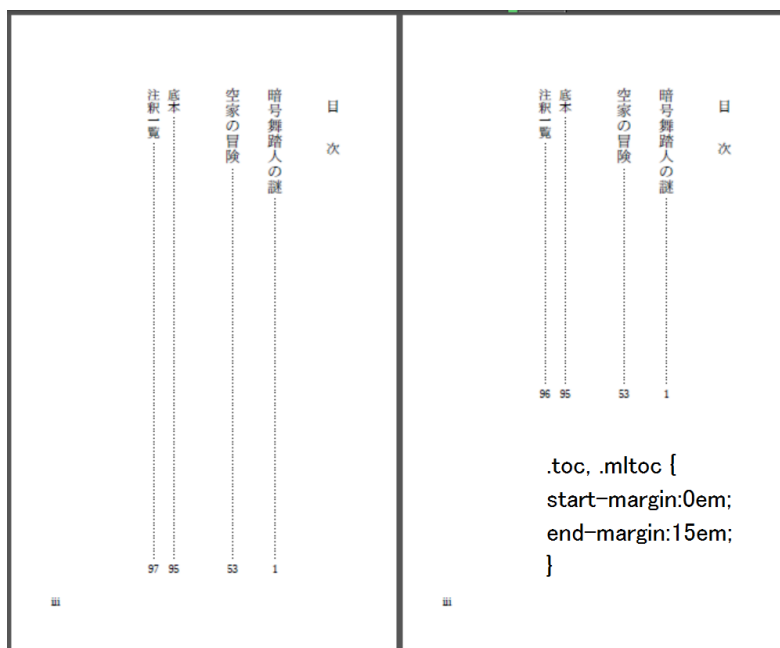 目次
暗号舞踏人の謎 1
空家の冒険 53
底本 95
注釈一覧 97
iii
目次
暗号舞踏人の謎 1
空家の冒険 53
底本 95
注釈一覧 96
.toc, .mltoc {
start-margin:0em;
end-margin:15em;
}
iii